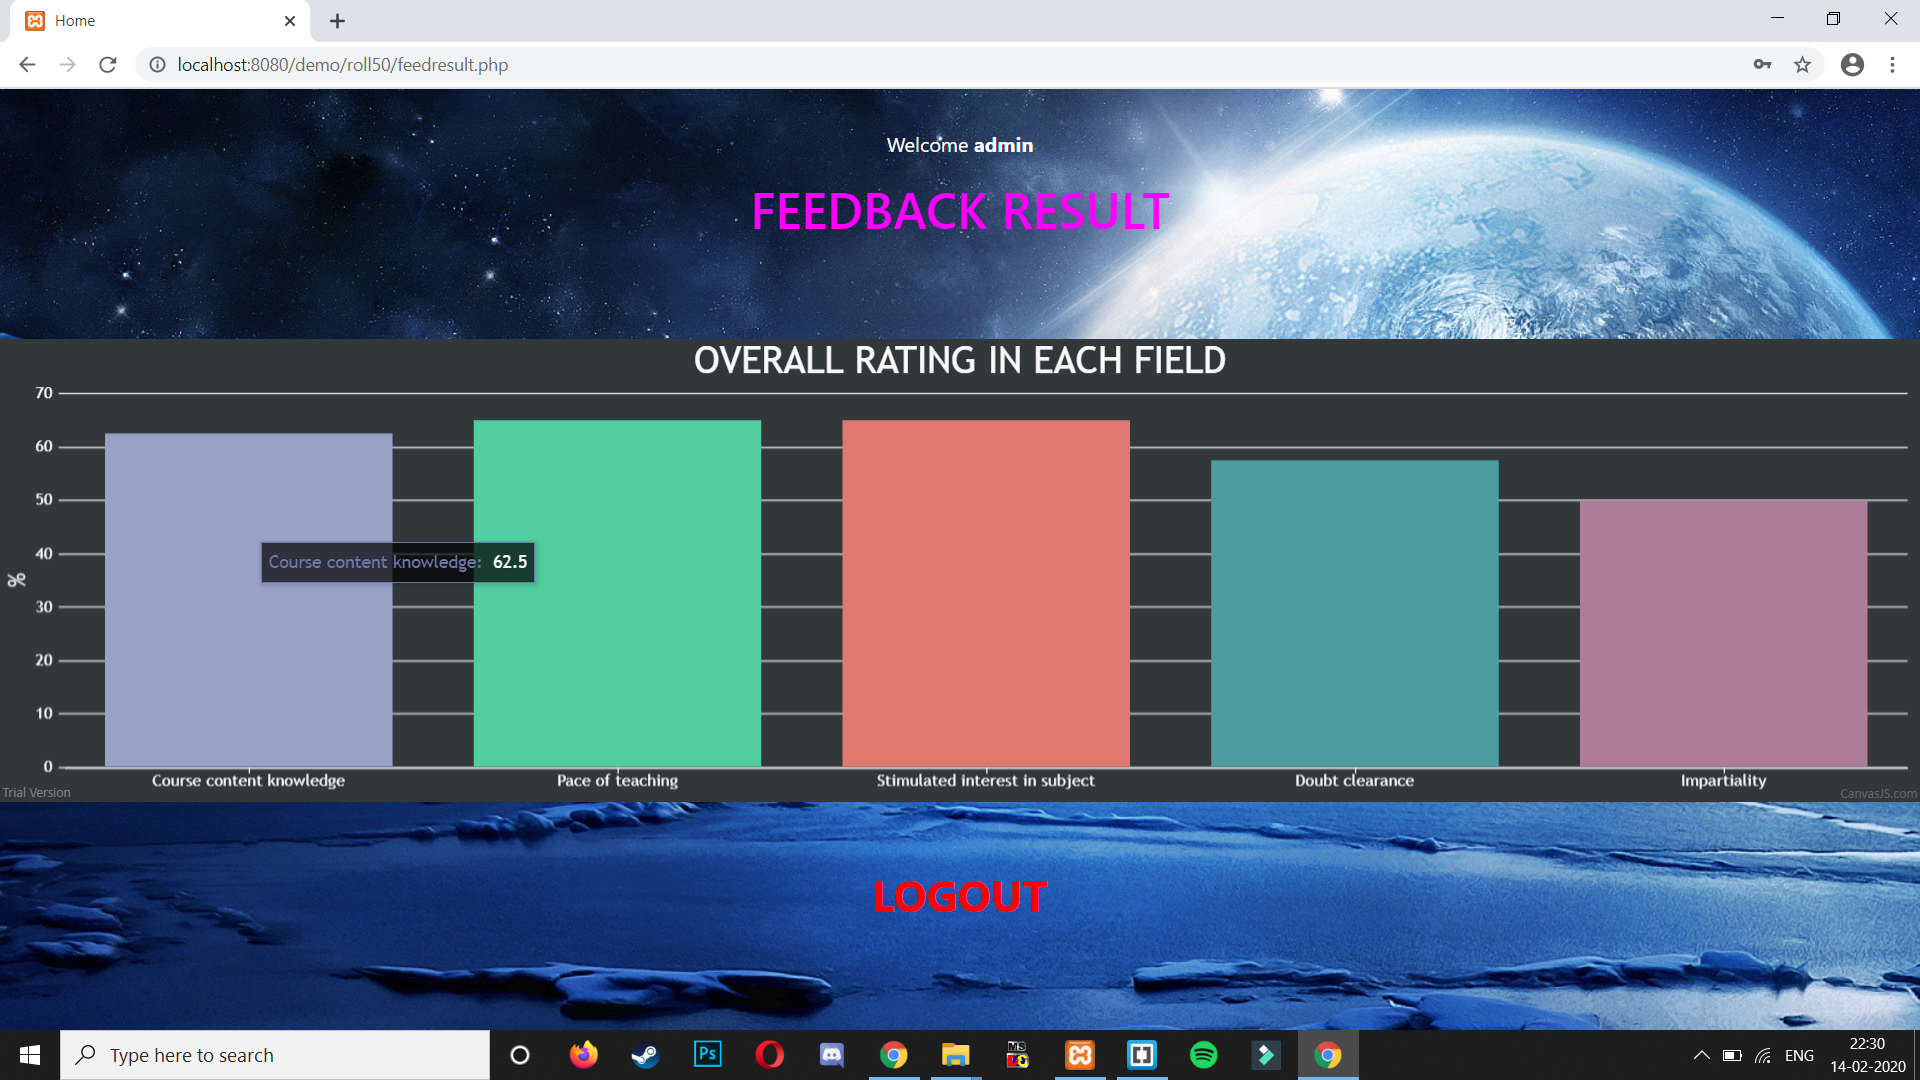 Home
localhost:8080/demo/roll50/feedresult.php
Welcome admin
FEEDBACK RESULT
OVERALL RATING IN EACH FIELD
70
60
50
40
30
20
10
0
%
Course content knowledge: 62.5
Course content knowledge
Pace of teaching
Stimulated interest in subject
Doubt clearance
Impartiality
Trial Version
CanvasJS.com
LOGOUT
Type here to search
Ps
MS
ENG
22:30
14-02-2020